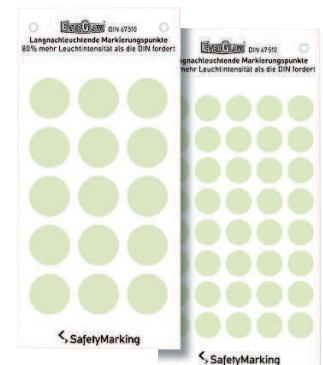 EverGlow DIN 67510
Langnachleuchtende Markierungspunkte
80% mehr Leuchtintensität als die DIN fordert
SafetyMarking
EverGlow DIN 67510
gnachleuchtende Markierungspunkte
mehr Leuchtintensität als die DIN fordert
SafetyMarking